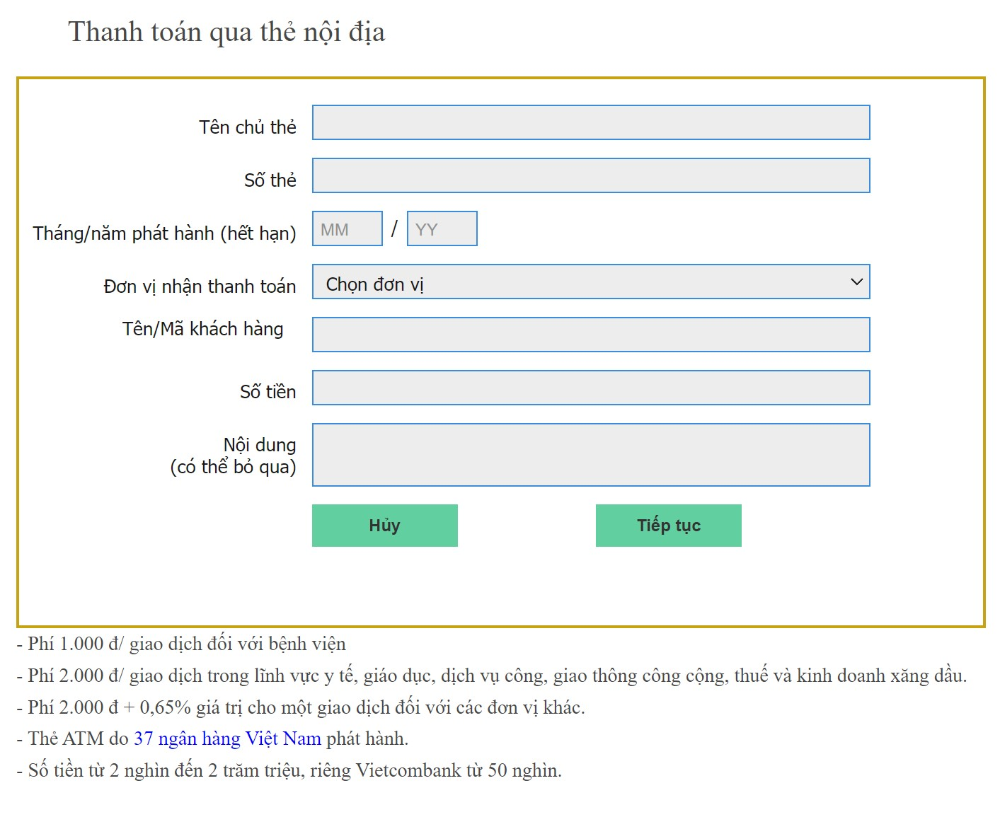 Thanh toán qua thẻ nội địa
Tên chủ thẻ
Số thẻ
Tháng/năm phát hành (hết hạn) MM / YY
Đơn vị nhận thanh toán Chọn đơn vị
Tên/Mã khách hàng
Số tiền
Nội dung
(có thể bỏ qua)
Hủy Tiếp tục
- Phí 1.000 đ/ giao dịch đối với bệnh viện
- Phí 2.000 đ/ giao dịch trong lĩnh vực y tế, giáo dục, dịch vụ công, giao thông công cộng, thuế và kinh doanh xăng dầu.
- Phí 2.000 đ + 0,65% giá trị cho một giao dịch đối với các đơn vị khác.
- Thẻ ATM do 37 ngân hàng Việt Nam phát hành.
- Số tiền từ 2 nghìn đến 2 trăm triệu, riêng Vietcombank từ 50 nghìn.